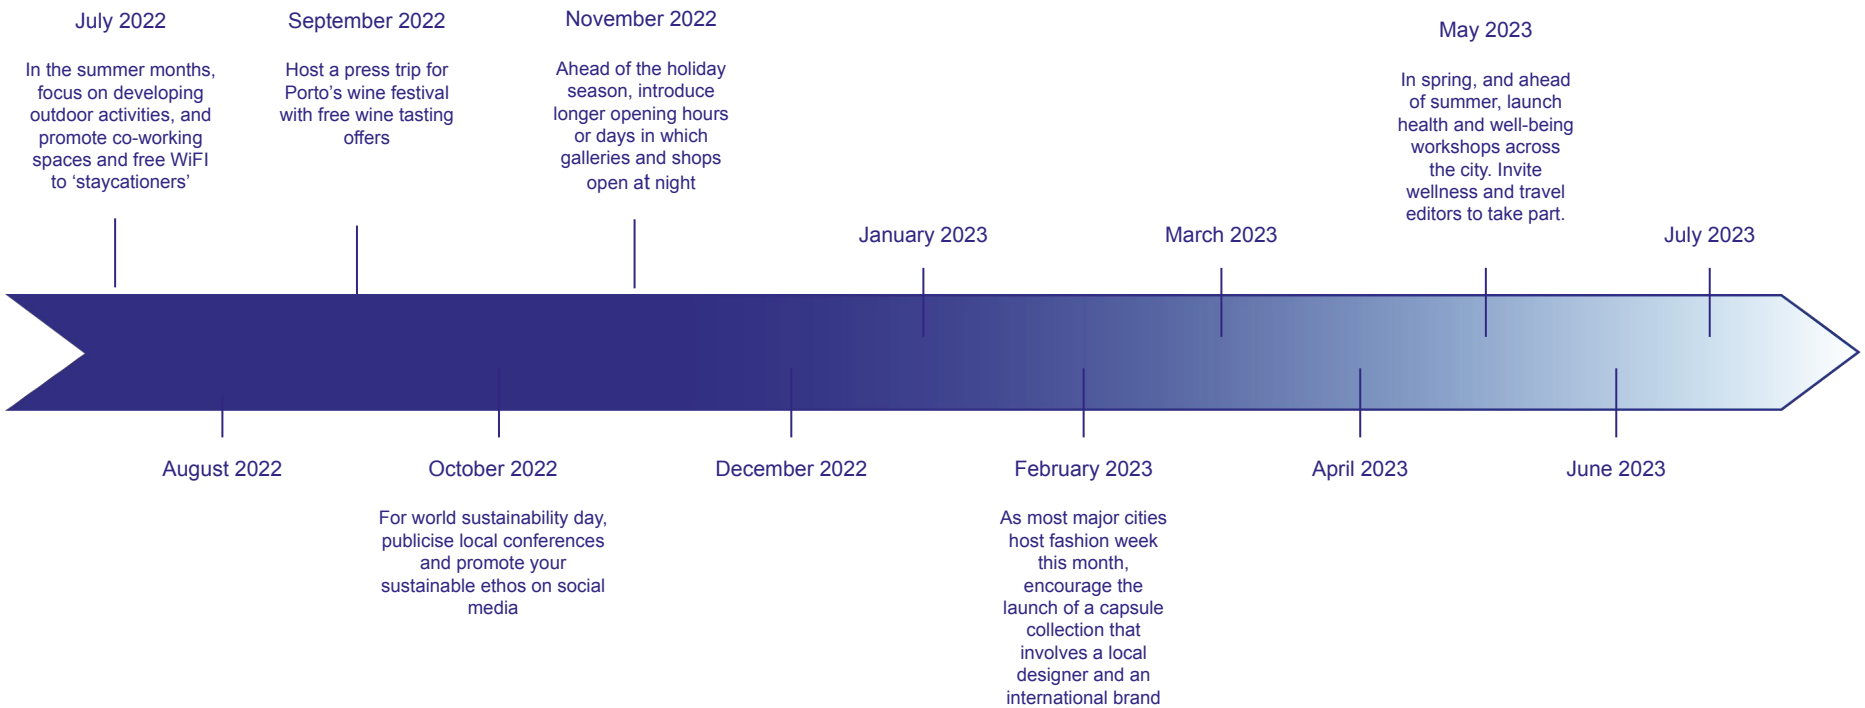 July 2022
In the summer months,
focus on developing
outdoor activities, and
promote co-working
spaces and free WiFI
to ‘staycationers’
September 2022
Host a press trip for
Porto’s wine festival
with free wine tasting
offers
November 2022
Ahead of the holiday
season, introduce
longer opening hours
or days in which
galleries and shops
open at night
January 2023
March 2023
May 2023
In spring, and ahead
of summer, launch
health and well-being
workshops across
the city. Invite
wellness and travel
editors to take part.
July 2023
August 2022
October 2022
For world sustainability day,
publicise local conferences
and promote your
sustainable ethos on social
media
December 2022
February 2023
As most major cities
host fashion week
this month,
encourage the
launch of a capsule
collection that
involves a local
designer and an
international brand
April 2023
June 2023